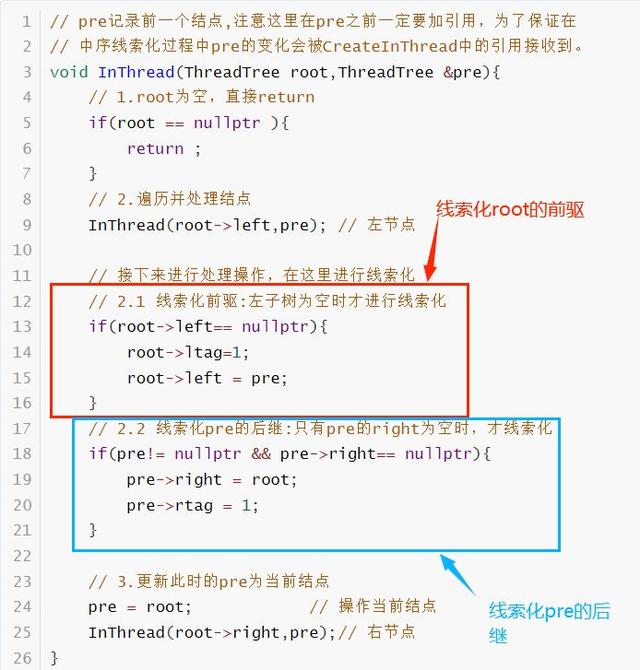 1 // pre记录前一个结点,注意这里在pre之前一定要加引用，为了保证在
2 // 中序线索化过程中pre的变化会被CreateInThread中的引用接收到。
3 void InThread(ThreadTree root,ThreadTree &pre){
4 // 1.root为空，直接return
5 if(root == nullptr ){
6 return ;
7 }
8 // 2.遍历并处理结点
线索化root的前驱
9 InThread(root->left,pre); // 左节点
10
11 // 接下来进行处理操作，在这里进行线索化
12 // 2.1 线索化前驱:左子树为空时才进行线索化
13 if(root->left== nullptr){
14 root->ltag=1;
15 root->left = pre;
16 }
17 // 2.2 线索化pre的后继:只有pre的right为空时，才线索化
18 if(pre!= nullptr && pre->right== nullptr){
19 pre->right = root;
20 pre->rtag = 1;
21 }
22
23 // 3.更新此时的pre为当前结点
24 pre = root; // 操作当前结点
25 InThread(root->right,pre);// 右节点
26 }
线索化pre的后
继